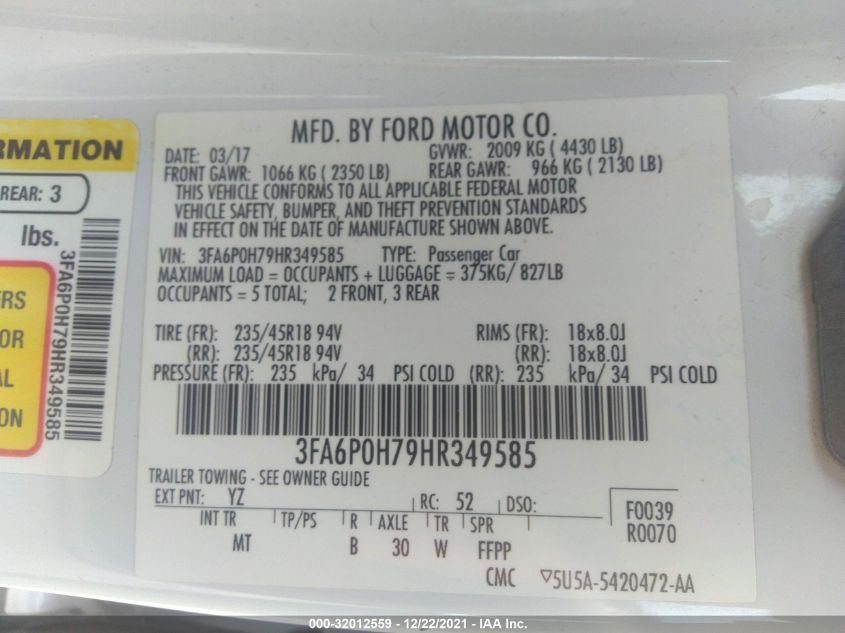 RMATION
REAR: 3
lbs.
3FA6P0H79HR349585
ERS
OR
AL
ION
MFD. BY FORD MOTOR CO.
DATE: 03/17 GVWR: 2009 KG ( 4430 LB)
FRONT GAWR: 1066 KG ( 2350 LB) REAR GAWR: 966 KG ( 2130 LB)
THIS VEHICLE CONFORMS TO ALL APPLICABLE FEDERAL MOTOR
VEHICLE SAFETY, BUMPER, AND THEFT PREVENTION STANDARDS
IN EFFECT ON THE DATE OF MANUFACTURE SHOWN ABOVE.
VIN: 3FA6P0H79HR349585 TYPE: Passenger Car
MAXIMUM LOAD = OCCUPANTS + LUGGAGE = 375KG/ 827LB
OCCUPANTS = 5 TOTAL; 2 FRONT, 3 REAR
TIRE (FR): 235/45R18 94V RIMS (FR): 18x8.0J
(RR): 235/45R18 94V (RR): 18x8.0J
PRESSURE (FR): 235 kPa/ 34 PSI COLD (RR): 235 kPa/ 34 PSI COLD
3FA6P0H79HR349585
TRAILER TOWING - SEE OWNER GUIDE
EXT PNT: YZ RC: 52 DSO:
F0039
INT TR TP/PS R AXLE TR SPR
R0070
MT B 30 W FFPP
CMC ▽5U5A-5420472-AA
000-32012559 - 12/22/2021 - IAA Inc.